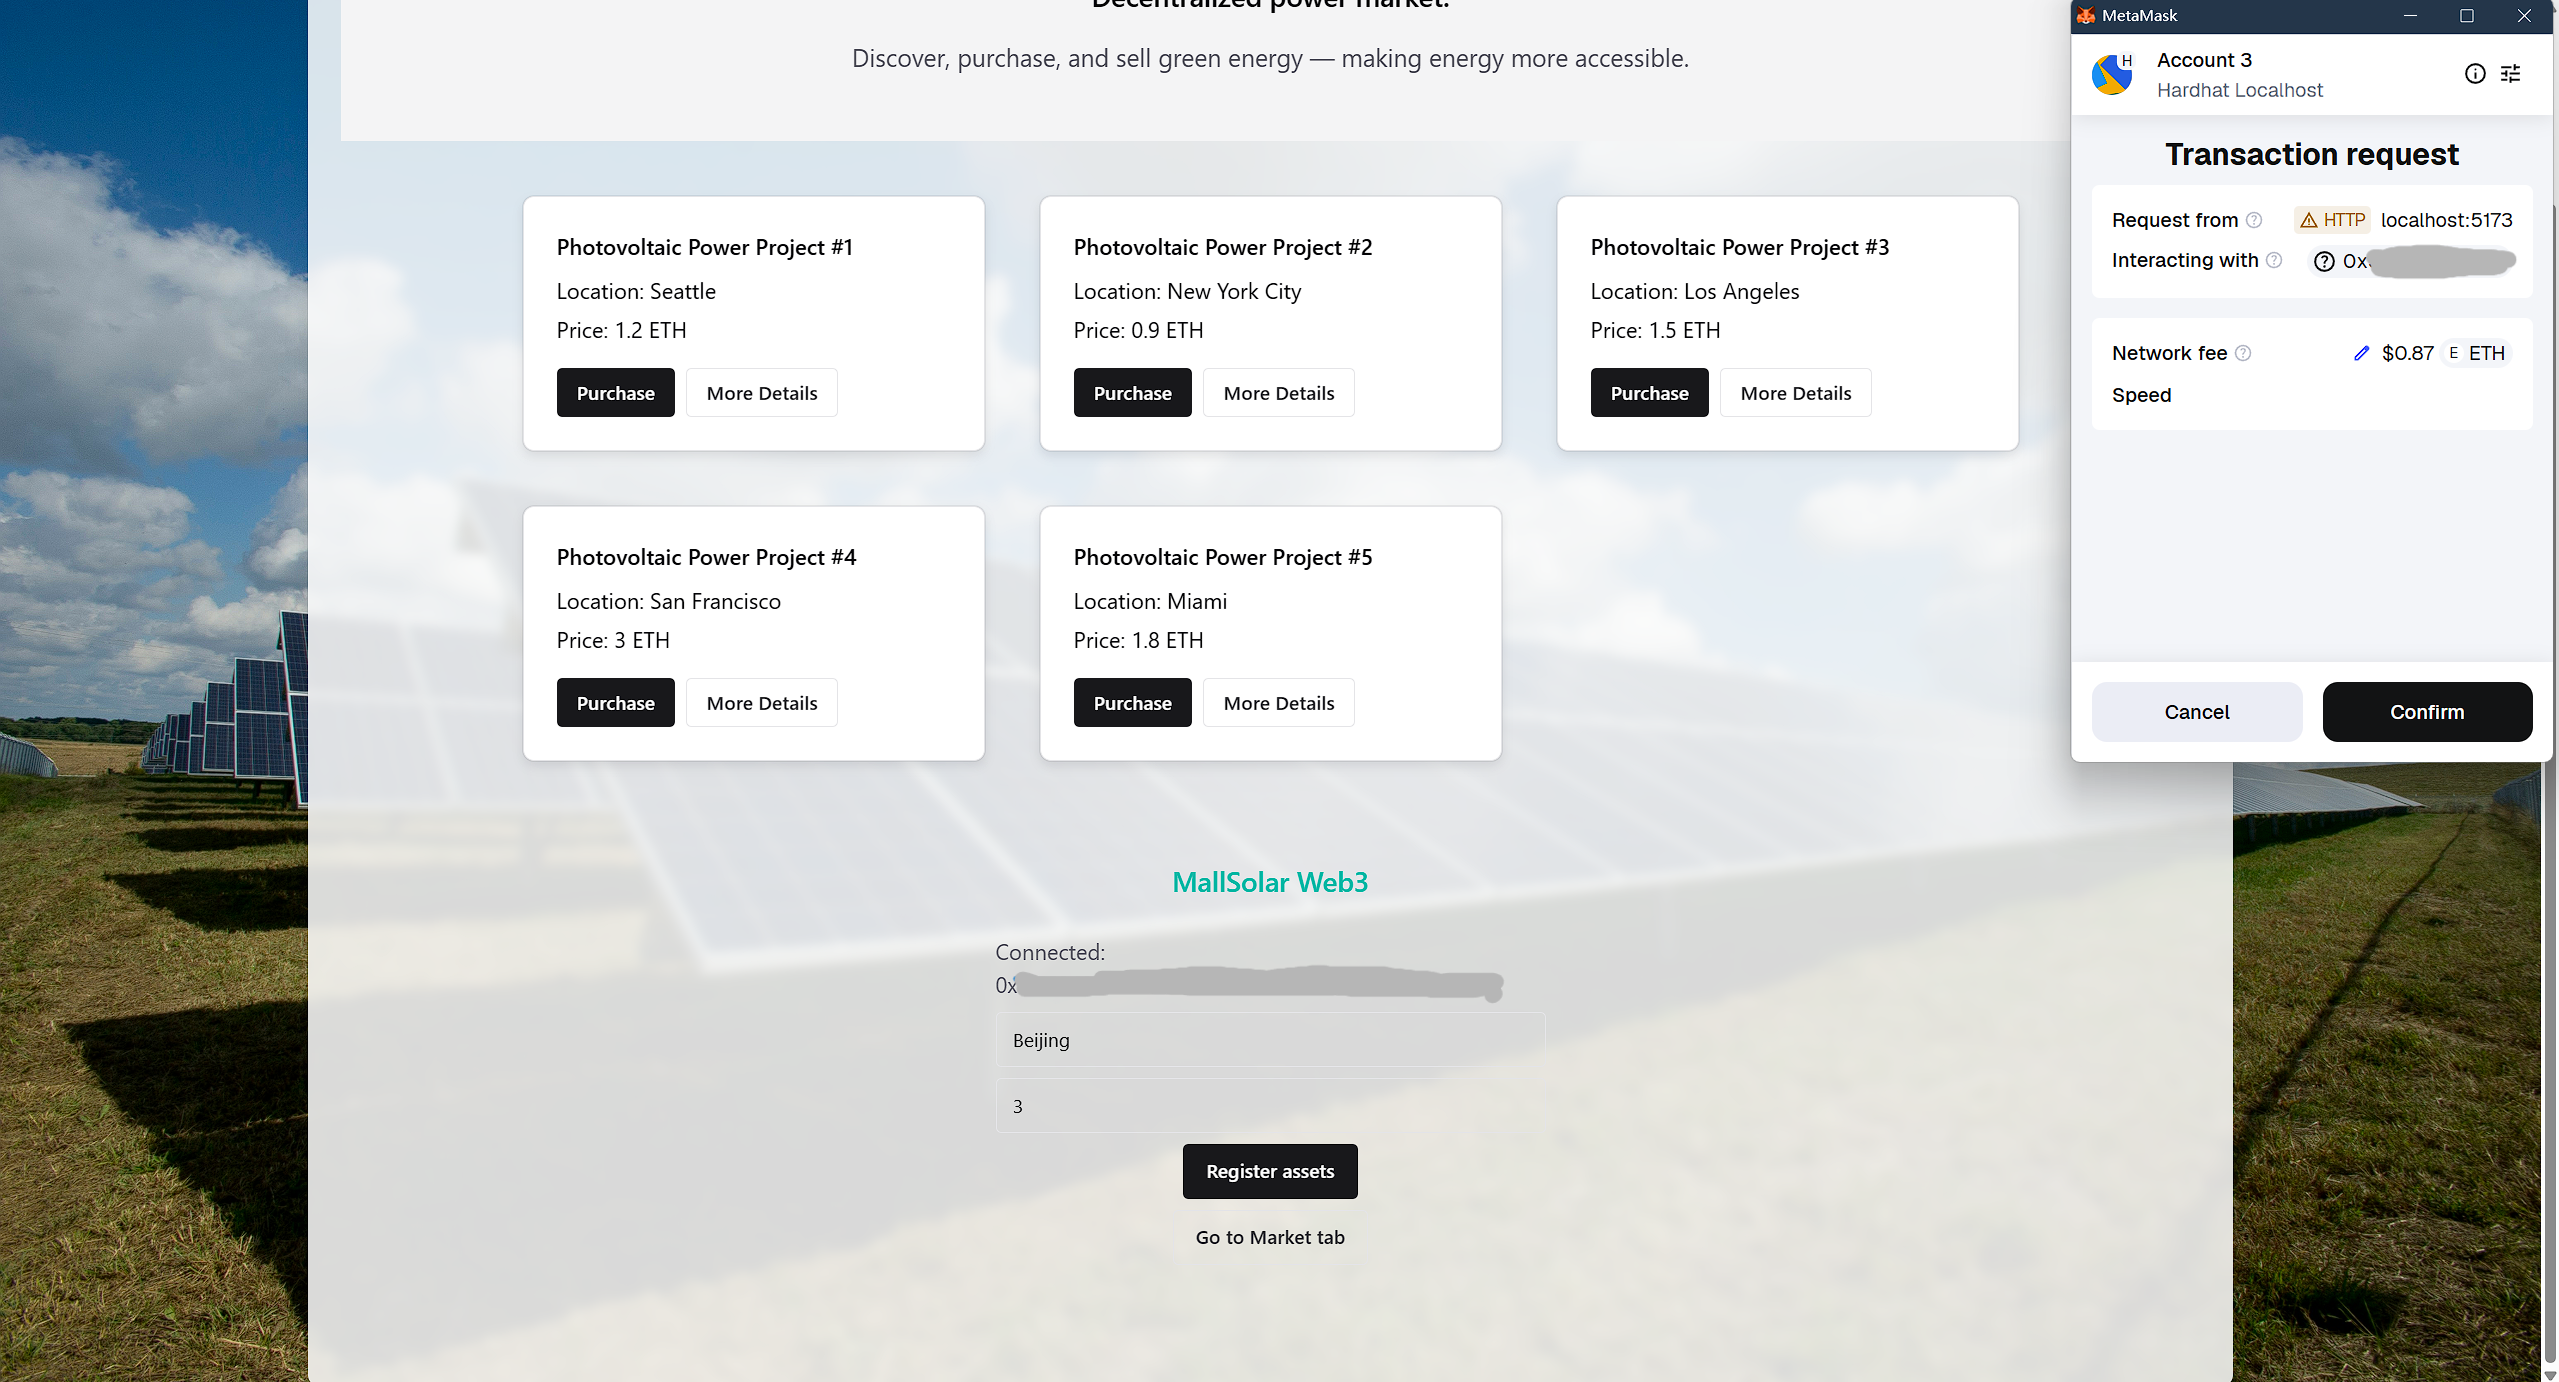 Decentralized power market.
Discover, purchase, and sell green energy — making energy more accessible.
Photovoltaic Power Project #1
Location: Seattle
Price: 1.2 ETH
Purchase
More Details
Photovoltaic Power Project #2
Location: New York City
Price: 0.9 ETH
Purchase
More Details
Photovoltaic Power Project #3
Location: Los Angeles
Price: 1.5 ETH
Purchase
More Details
Photovoltaic Power Project #4
Location: San Francisco
Price: 3 ETH
Purchase
More Details
Photovoltaic Power Project #5
Location: Miami
Price: 1.8 ETH
Purchase
More Details
MallSolar Web3
Connected:
0x
Beijing
3
Register assets
Go to Market tab
MetaMask
H
Account 3
Hardhat Localhost
Transaction request
Request from HTTP localhost:5173
Interacting with 0x
Network fee $0.87 E ETH
Speed
Cancel
Confirm